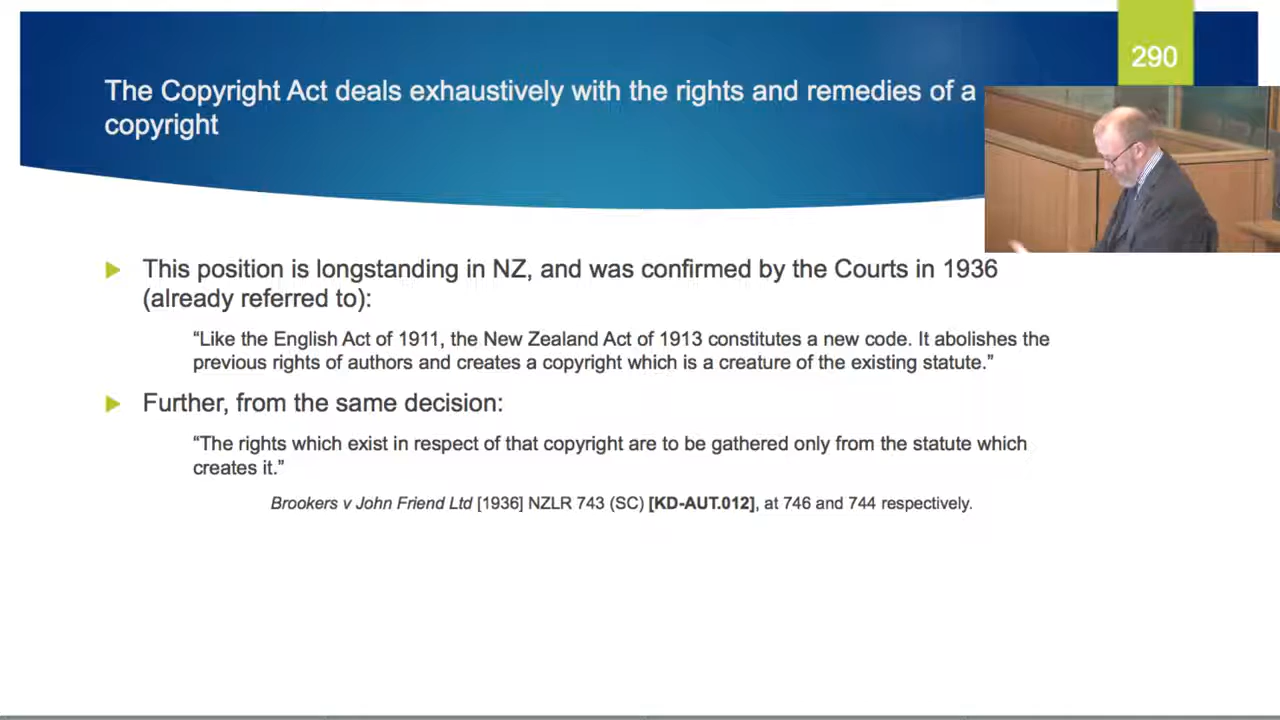 290
The Copyright Act deals exhaustively with the rights and remedies of a
copyright
This position is longstanding in NZ, and was confirmed by the Courts in 1936
(already referred to):
“Like the English Act of 1911, the New Zealand Act of 1913 constitutes a new code. It abolishes the
previous rights of authors and creates a copyright which is a creature of the existing statute.”
Further, from the same decision:
“The rights which exist in respect of that copyright are to be gathered only from the statute which
creates it.”
Brookers v John Friend Ltd [1936] NZLR 743 (SC) [KD-AUT.012], at 746 and 744 respectively.